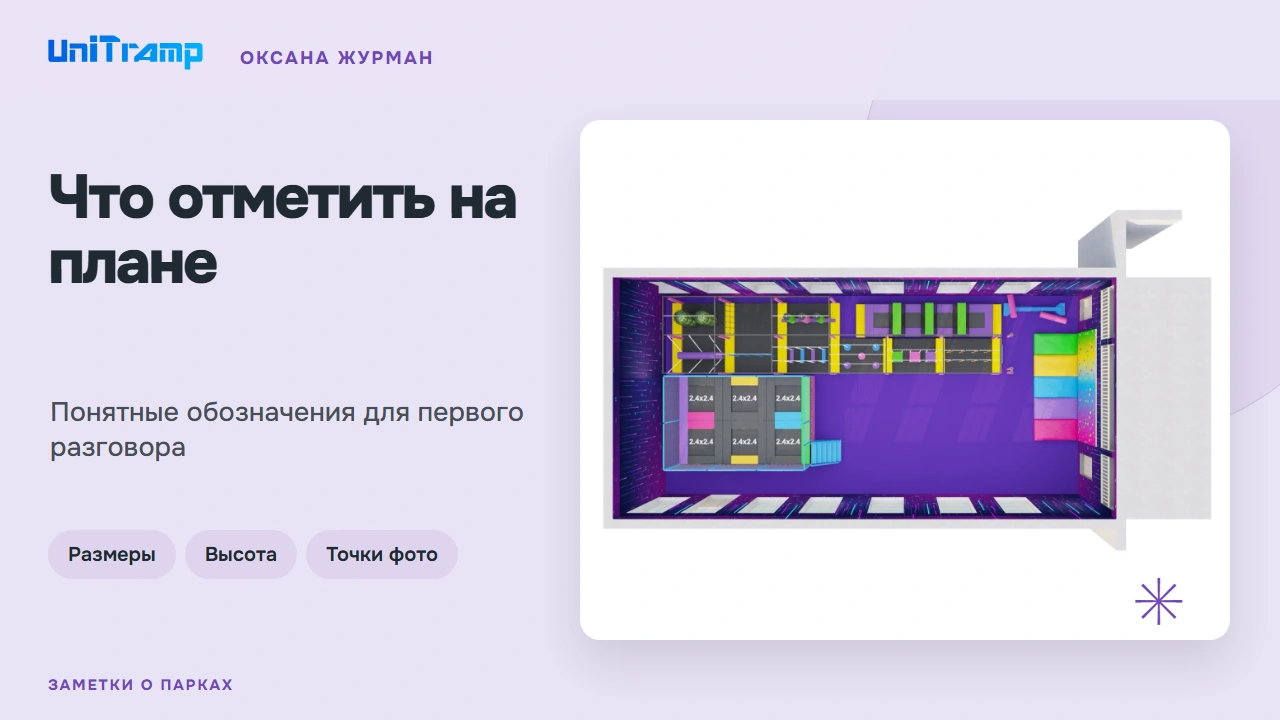 UniTramp
ОКСАНА ЖУРМАН
Что отметить на
плане
Понятные обозначения для первого
разговора
Размеры
Высота
Точки фото
ЗАМЕТКИ О ПАРКАХ
2.4x2.4 2.4x2.4 2.4x2.4
2.4x2.4 2.4x2.4 2.4x2.4